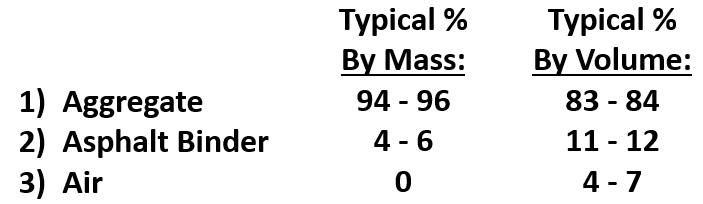 Typical % Typical %
By Mass: By Volume:
1) Aggregate 94 - 96 83 - 84
2) Asphalt Binder 4 - 6 11 - 12
3) Air 0 4 - 7